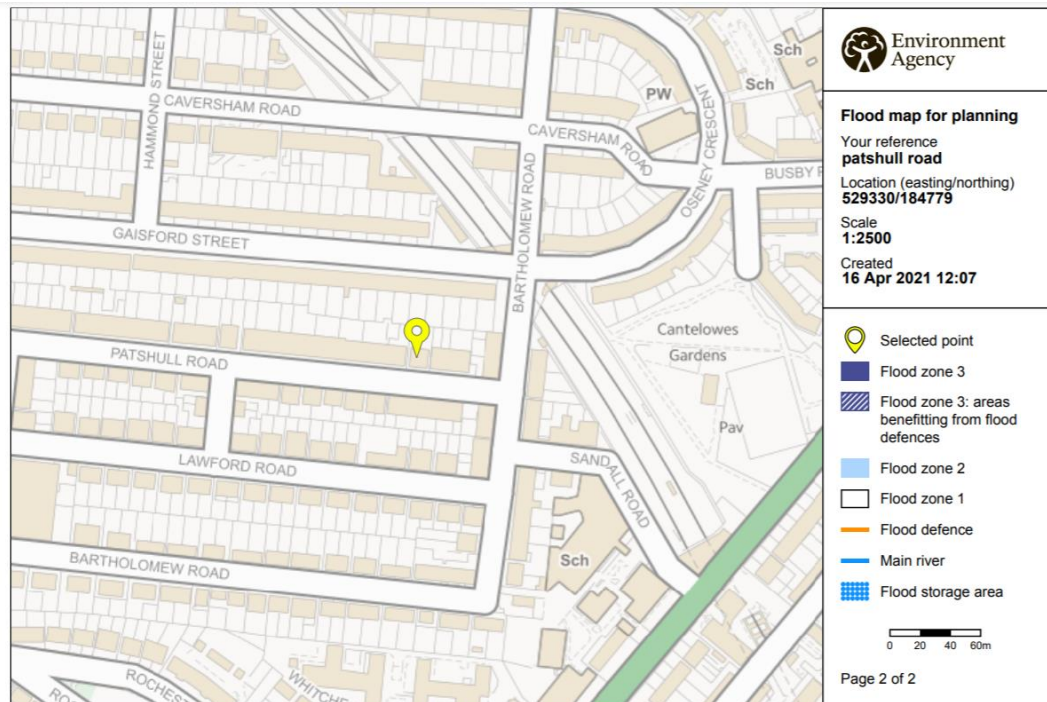 HAMMOND STREET
CAVERSHAM ROAD
CAVERSHAM ROAD
PW
Sch
Sch
OSENEY CRESCENT
BUSBY
BARTHOLOMEW ROAD
GAISFORD STREET
PATSHULL ROAD
Cantelowes
Gardens
Pav
LAWFORD ROAD
SANDALL ROAD
Sch
BARTHOLOMEW ROAD
Environment
Agency
Flood map for planning
Your reference
patshull road
Location (easting/northing)
529330/184779
Scale
1:2500
Created
16 Apr 2021 12:07
Selected point
Flood zone 3
Flood zone 3: areas
benefitting from flood
defences
Flood zone 2
Flood zone 1
Flood defence
Main river
Flood storage area
0 20 40 60m
Page 2 of 2